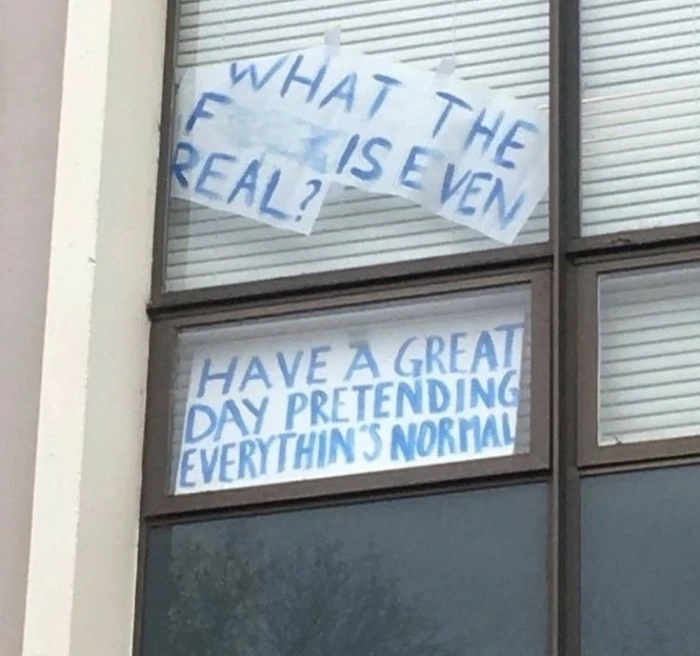 WHAT THE
F IS EVEN
REAL?
HAVE A GREAT
DAY PRETENDING
EVERYTHIN'S NORMAL